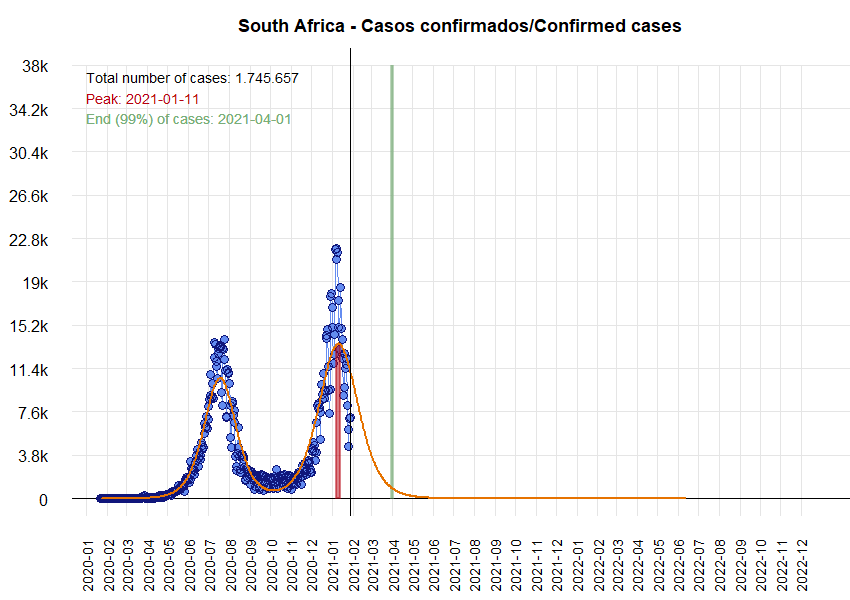 South Africa - Casos confirmados/Confirmed cases
38k
Total number of cases: 1.745.657
Peak: 2021-01-11
End (99%) of cases: 2021-04-01
34.2k
30.4k
26.6k
22.8k
19k
15.2k
11.4k
7.6k
3.8k
0
2020-01
2020-02
2020-03
2020-04
2020-05
2020-06
2020-07
2020-08
2020-09
2020-10
2020-11
2020-12
2021-01
2021-02
2021-03
2021-04
2021-05
2021-06
2021-07
2021-08
2021-09
2021-10
2021-11
2021-12
2022-01
2022-02
2022-03
2022-04
2022-05
2022-06
2022-07
2022-08
2022-09
2022-10
2022-11
2022-12